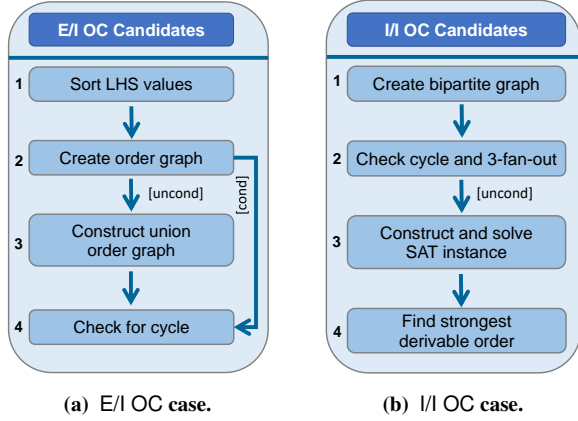 E/I OC Candidates
1 Sort LHS values
2 Create order graph
[uncond]
[cond]
3 Construct union
order graph
4 Check for cycle
(a) E/I OC case.
I/I OC Candidates
1 Create bipartite graph
2 Check cycle and 3-fan-out
[uncond]
3 Construct and solve
SAT instance
4 Find strongest
derivable order
(b) I/I OC case.